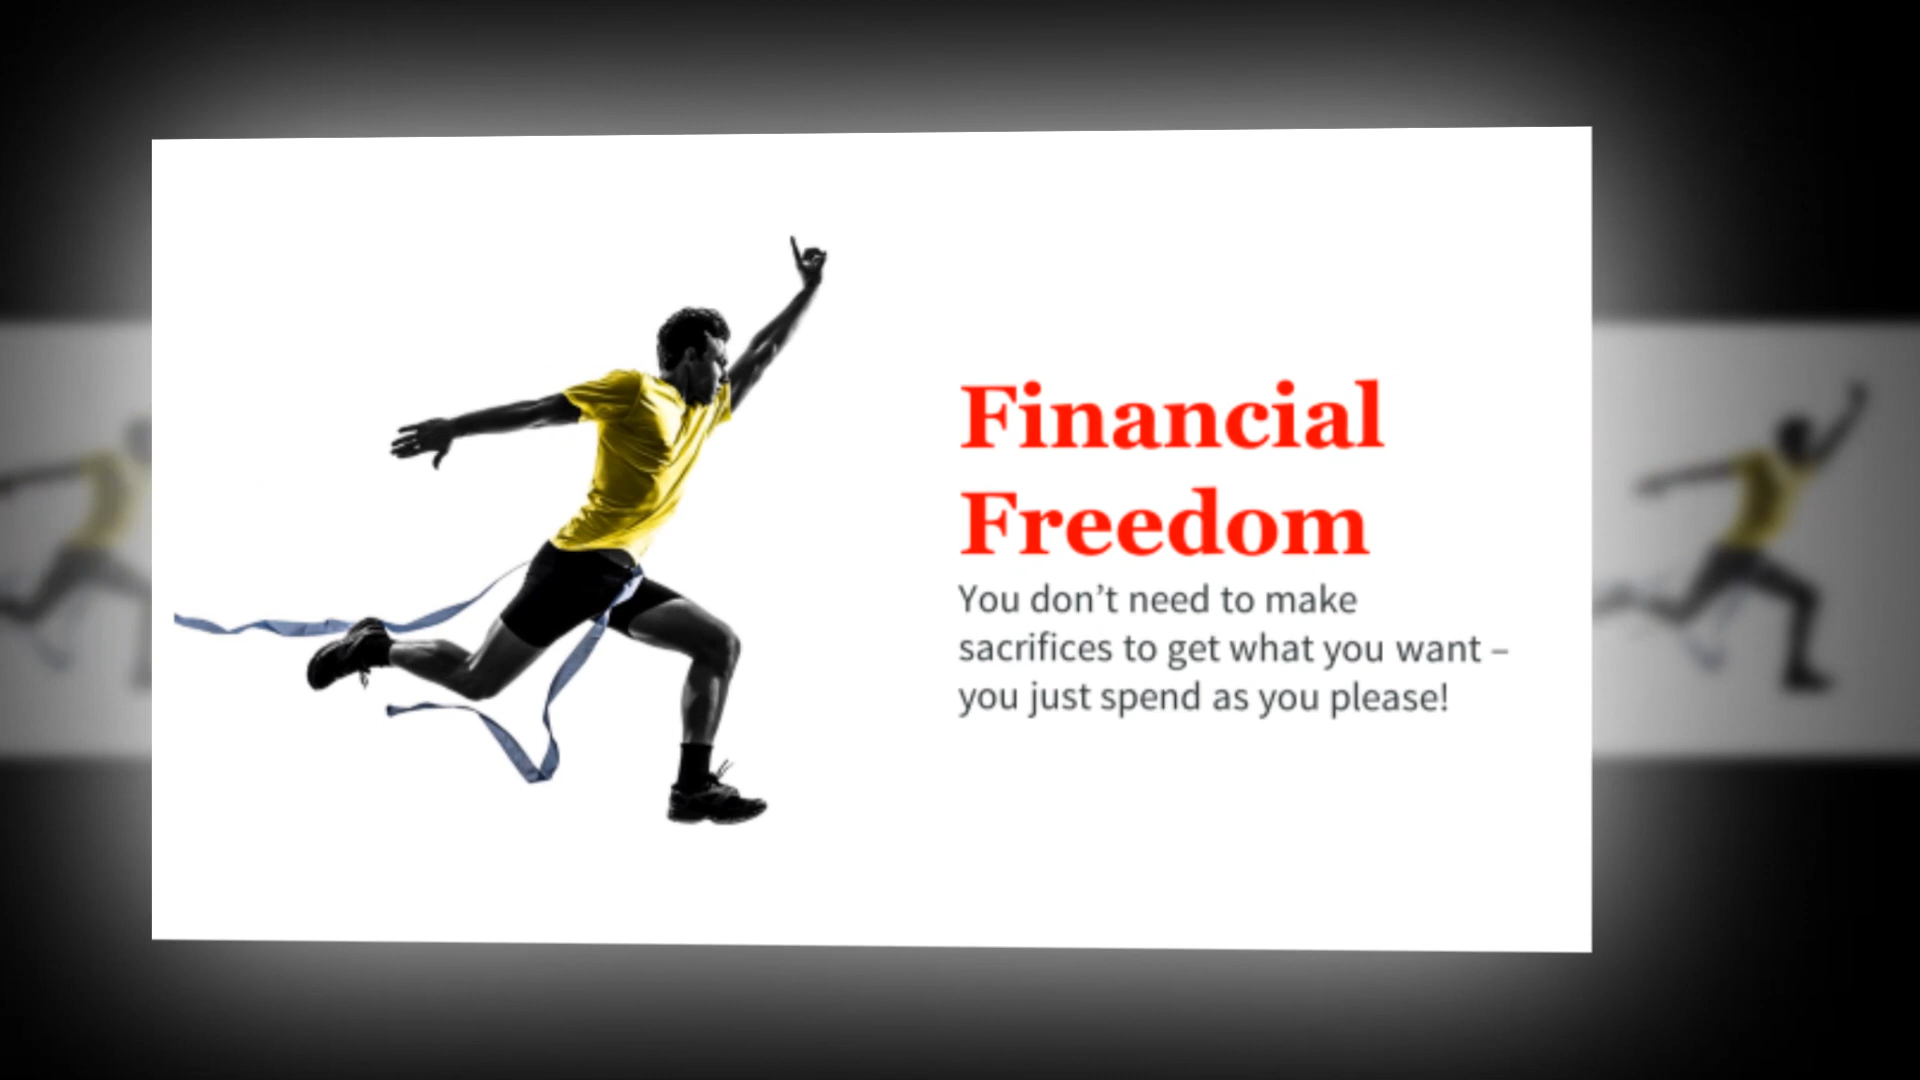 Financial
Freedom
You don’t need to make
sacrifices to get what you want –
you just spend as you please!